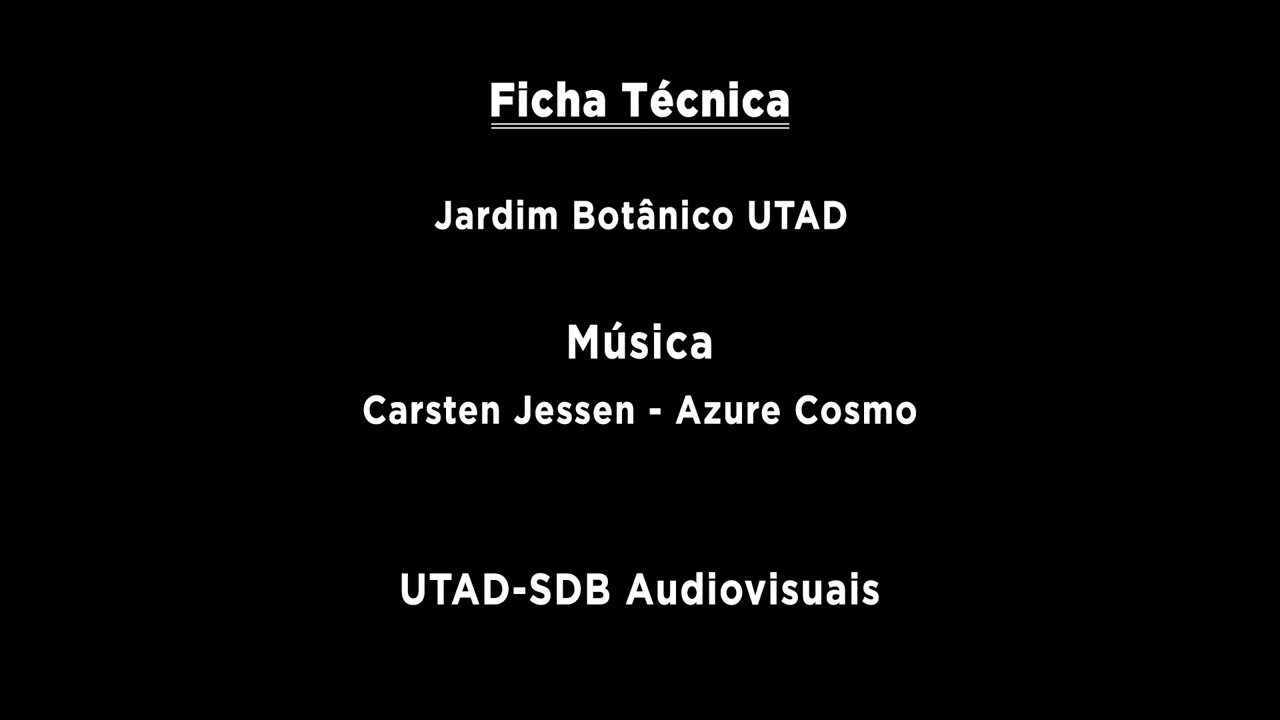 Ficha Técnica
Jardim Botânico UTAD
Música
Carsten Jessen - Azure Cosmo
UTAD-SDB Audiovisuais